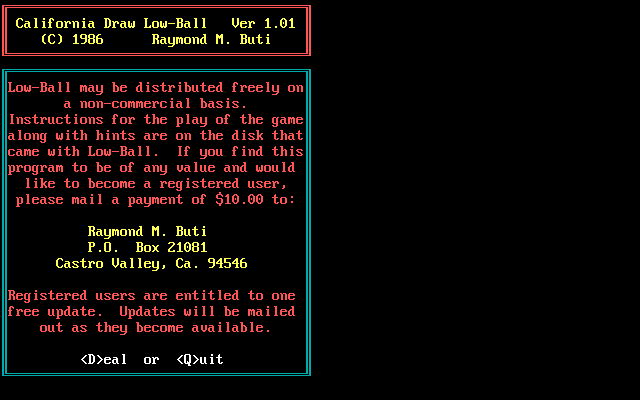 California Draw Low-Ball   Ver 1.01
(C) 1986      Raymond M. Buti
Low-Ball may be distributed freely on
a non-commercial basis.
Instructions for the play of the game
along with hints are on the disk that
came with Low-Ball.  If you find this
program to be of any value and would
like to become a registered user,
please mail a payment of $10.00 to:
Raymond M. Buti
P.O.  Box 21081
Castro Valley, Ca. 94546
Registered users are entitled to one
free update.  Updates will be mailed
out as they become available.
<D>eal  or  <Q>uit